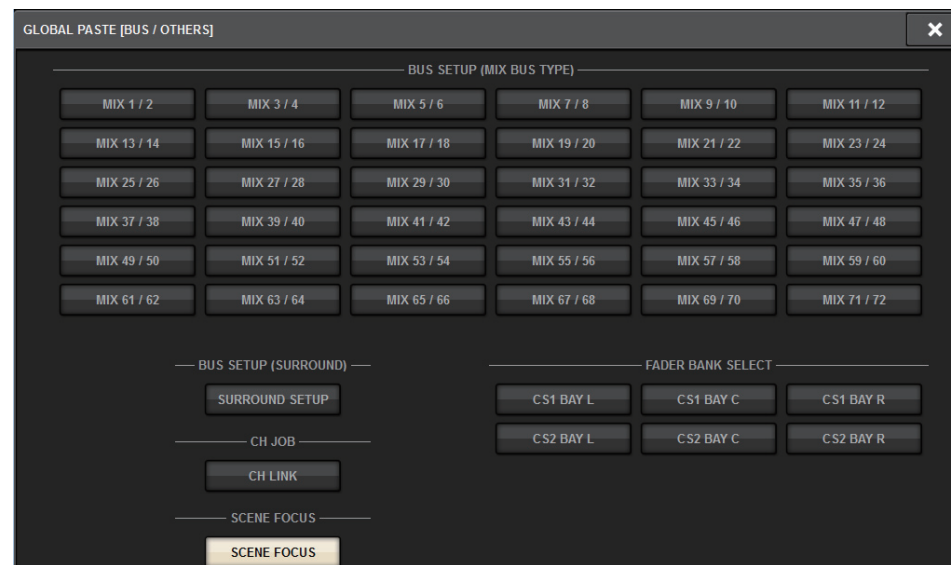 GLOBAL PASTE [BUS / OTHERS]
BUS SETUP (MIX BUS TYPE)
MIX 1 / 2 MIX 3 / 4 MIX 5 / 6 MIX 7 / 8 MIX 9 / 10 MIX 11 / 12
MIX 13 / 14 MIX 15 / 16 MIX 17 / 18 MIX 19 / 20 MIX 21 / 22 MIX 23 / 24
MIX 25 / 26 MIX 27 / 28 MIX 29 / 30 MIX 31 / 32 MIX 33 / 34 MIX 35 / 36
MIX 37 / 38 MIX 39 / 40 MIX 41 / 42 MIX 43 / 44 MIX 45 / 46 MIX 47 / 48
MIX 49 / 50 MIX 51 / 52 MIX 53 / 54 MIX 55 / 56 MIX 57 / 58 MIX 59 / 60
MIX 61 / 62 MIX 63 / 64 MIX 65 / 66 MIX 67 / 68 MIX 69 / 70 MIX 71 / 72
BUS SETUP (SURROUND)
SURROUND SETUP
CH JOB
CH LINK
SCENE FOCUS
SCENE FOCUS
FADER BANK SELECT
CS1 BAY L CS1 BAY C CS1 BAY R
CS2 BAY L CS2 BAY C CS2 BAY R